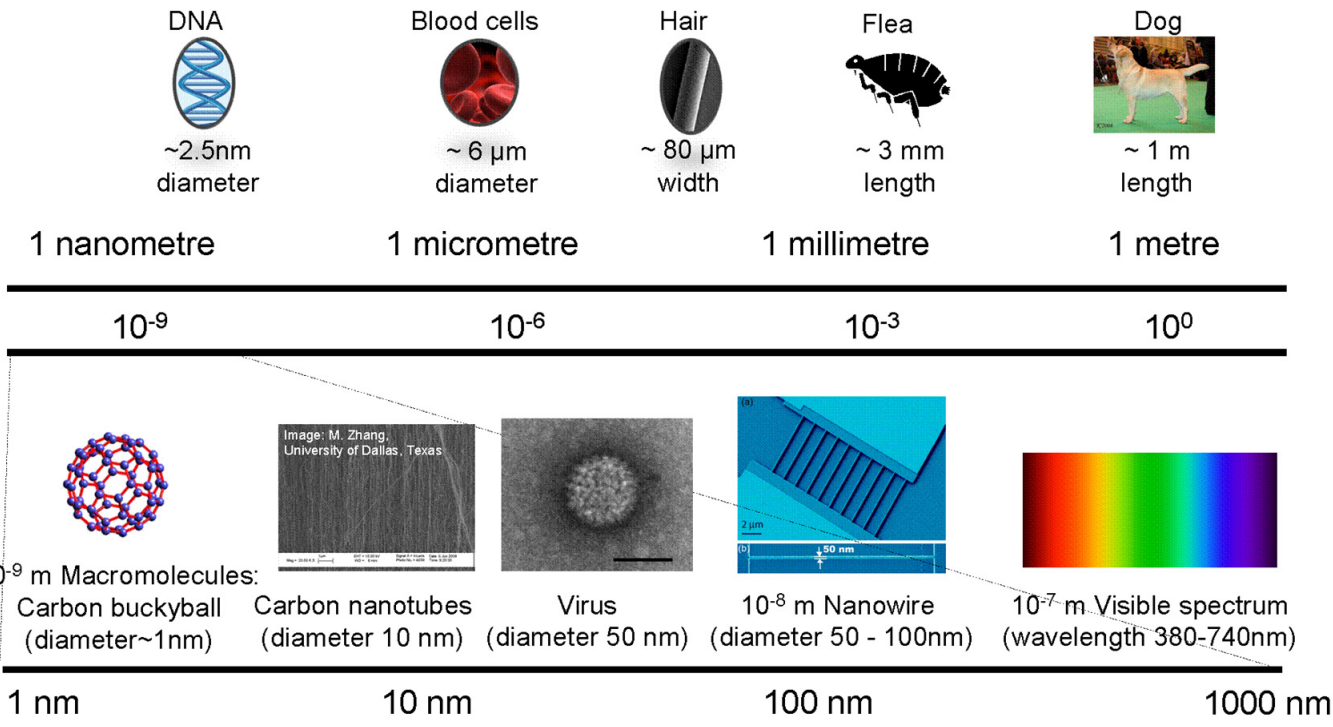 DNA
Blood cells
Hair
Flea
Dog
~2.5nm
diameter
~ 6 µm
diameter
~ 80 µm
width
~ 3 mm
length
~ 1 m
length
1 nanometre
1 micrometre
1 millimetre
1 metre
10⁻⁹
10⁻⁶
10⁻³
10⁰
Image: M. Zhang,
University of Dallas, Texas
(a)
2 µm
(b)
50 nm
0⁻⁹ m Macromolecules:
Carbon buckyball
(diameter~1nm)
Carbon nanotubes
(diameter 10 nm)
Virus
(diameter 50 nm)
10⁻⁸ m Nanowire
(diameter 50 - 100nm)
10⁻⁷ m Visible spectrum
(wavelength 380-740nm)
1 nm
10 nm
100 nm
1000 nm